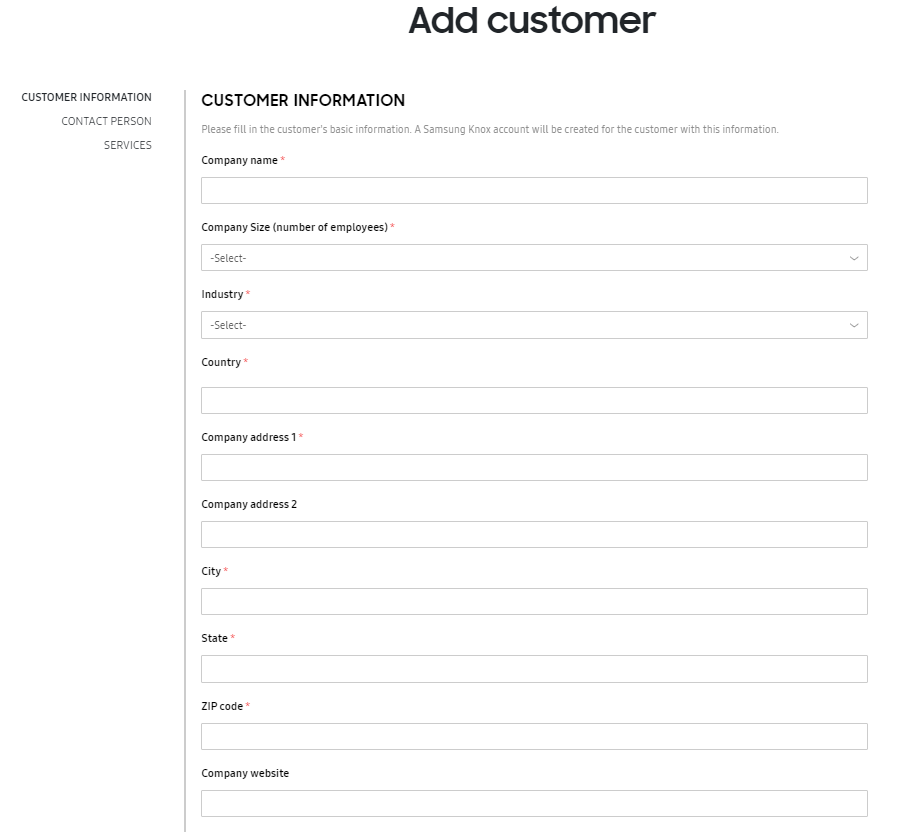 Add customer
CUSTOMER INFORMATION
CONTACT PERSON
SERVICES
CUSTOMER INFORMATION
Please fill in the customer's basic information. A Samsung Knox account will be created for the customer with this information.
Company name *
Company Size (number of employees) *
-Select-
Industry *
-Select-
Country *
Company address 1 *
Company address 2
City *
State *
ZIP code *
Company website